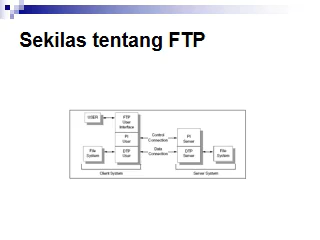 Sekilas tentang FTP
USER
FTP
User
Interface
PI
User
Control
Connection
PI
Server
File
System
DTP
User
Data
Connection
DTP
Server
File
System
Client System
Server System